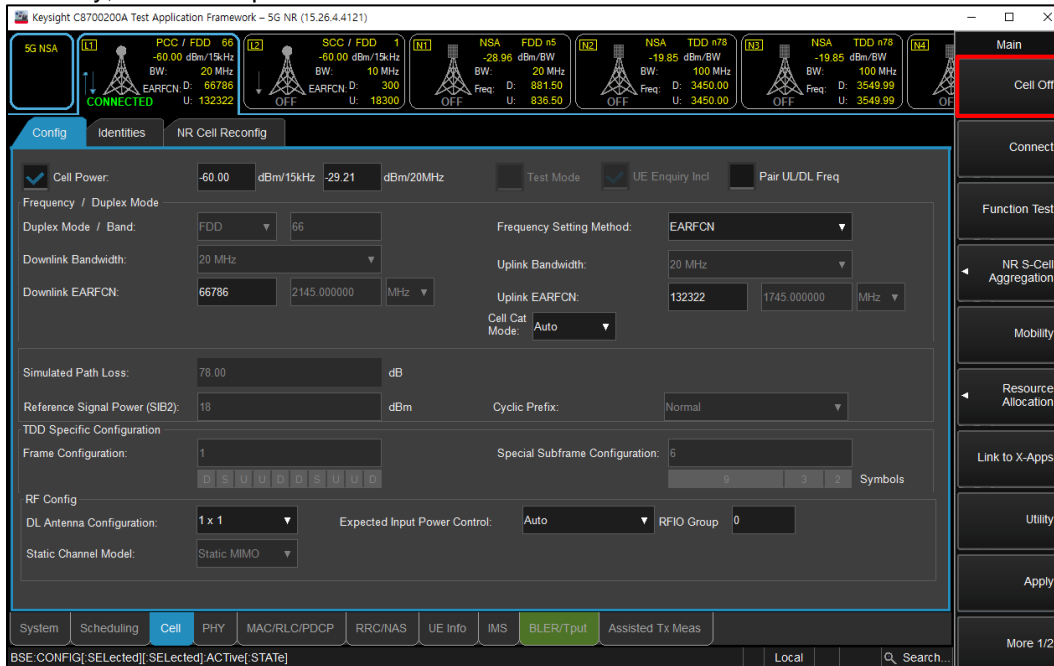 Keysight C8700200A Test Application Framework – 5G NR (15.26.4.4121)
5G NSA
L1 PCC / FDD 66
-60.00 dBm/15kHz
BW: 20 MHz
EARFCN: D: 66786
CONNECTED U: 132322
L2 SCC / FDD 1
-60.00 dBm/15kHz
BW: 10 MHz
EARFCN: D: 300
OFF U: 18300
N1 NSA FDD n5
-28.96 dBm/BW
BW: 20 MHz
Freq: D: 881.50
OFF U: 836.50
N2 NSA TDD n78
-19.85 dBm/BW
BW: 100 MHz
Freq: D: 3450.00
OFF U: 3450.00
N3 NSA TDD n78
-19.85 dBm/BW
BW: 100 MHz
Freq: D: 3549.99
OFF U: 3549.99
N4
Main
Cell Off
Connect
Function Test
NR S-Cell
Aggregation
Mobility
Resource
Allocation
Link to X-Apps
Utility
Apply
More 1/2
Config Identities NR Cell Reconfig
Cell Power: -60.00 dBm/15kHz -29.21 dBm/20MHz Test Mode UE Enquiry Incl Pair UL/DL Freq
Frequency / Duplex Mode
Duplex Mode / Band: FDD 66 Frequency Setting Method: EARFCN
Downlink Bandwidth: 20 MHz Uplink Bandwidth: 20 MHz
Downlink EARFCN: 66786 2145.000000 MHz Uplink EARFCN: 132322 1745.000000 MHz
Cell Cat
Mode: Auto
Simulated Path Loss: 78.00 dB
Reference Signal Power (SIB2): 18 dBm Cyclic Prefix: Normal
TDD Specific Configuration
Frame Configuration: 1 Special Subframe Configuration: 6
D S U U D D S U U D 9 3 2 Symbols
RF Config
DL Antenna Configuration: 1 x 1 Expected Input Power Control: Auto RFIO Group 0
Static Channel Model: Static MIMO
System Scheduling Cell PHY MAC/RLC/PDCP RRC/NAS UE Info IMS BLER/Tput Assisted Tx Meas
BSE:CONFIG[:SELected][:SELected]:ACTive[:STATe] Local Search...